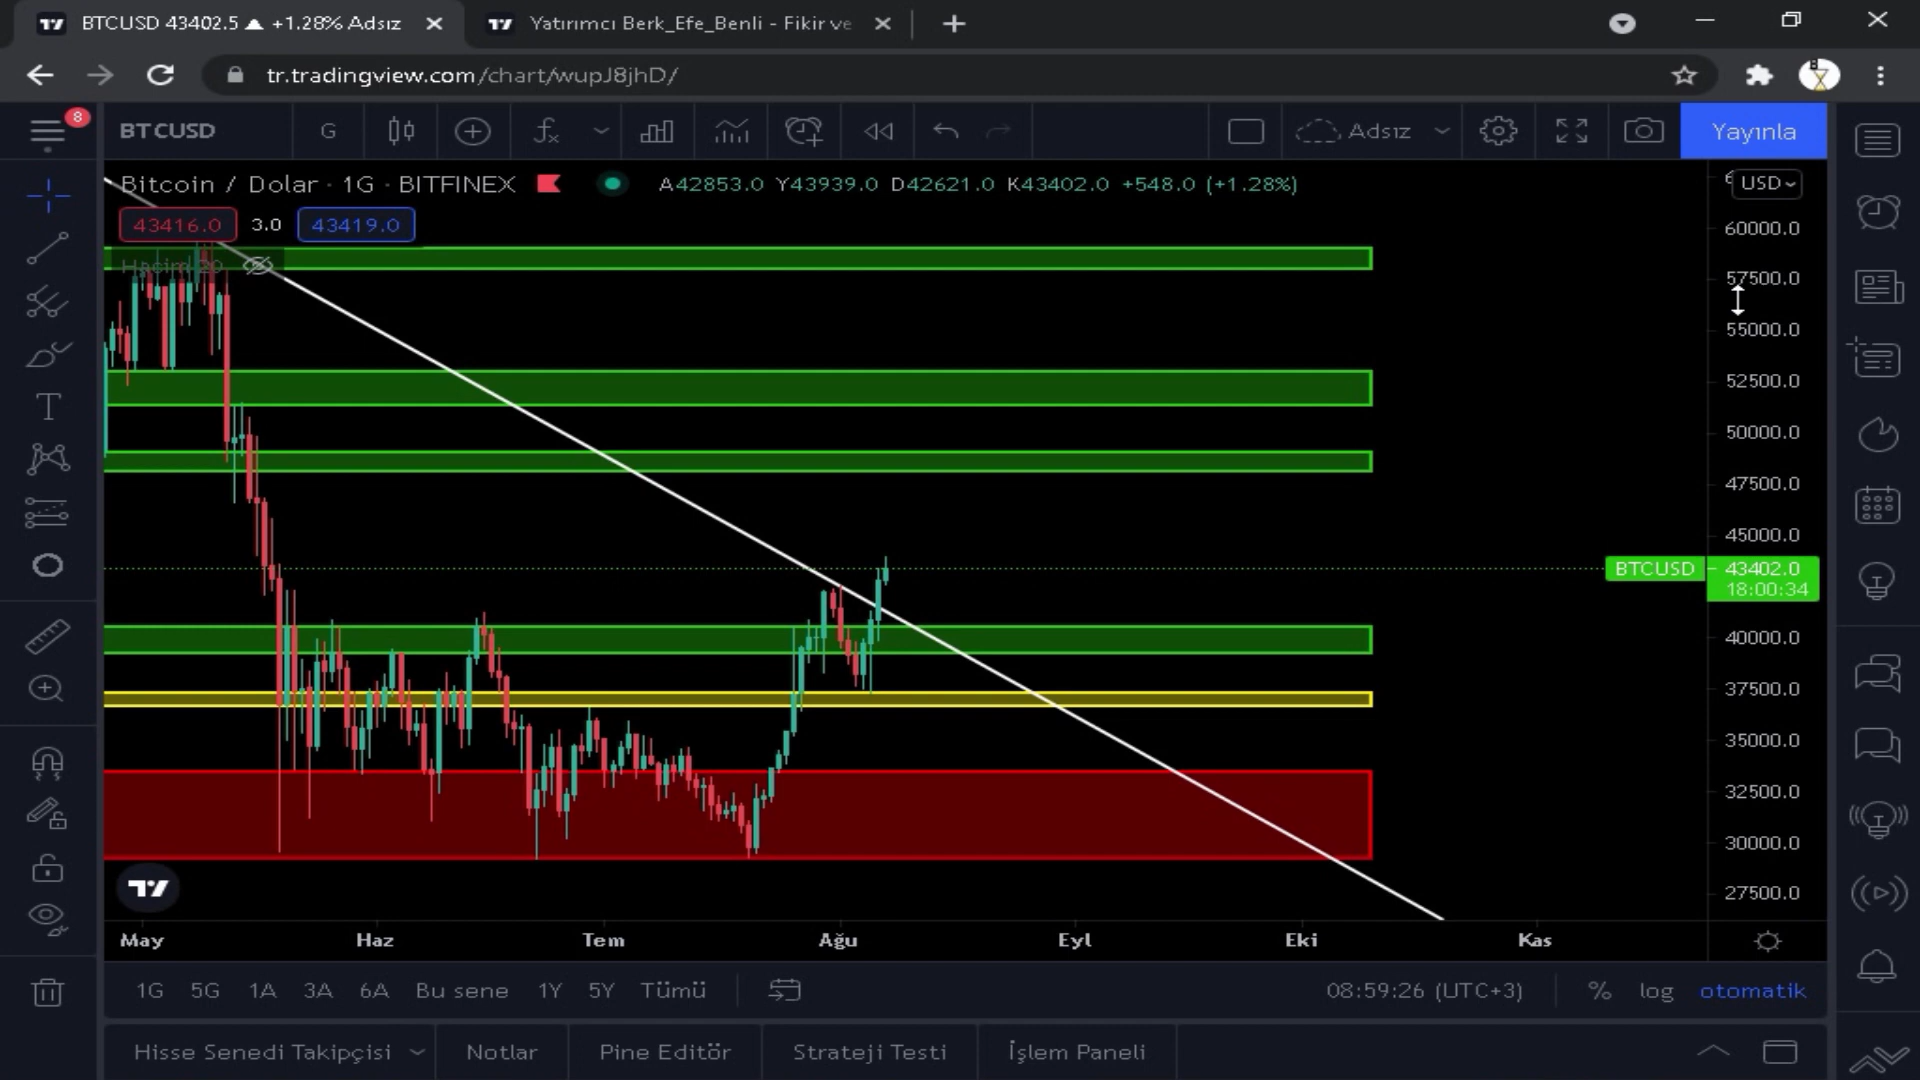 BTCUSD 43402.5 ▲ +1.28% Adsız
Yatırımcı Berk_Efe_Benli - Fikir ve
tr.tradingview.com/chart/wupJ8jhD/
8
BTCUSD
G
Adsız
Yayınla
Bitcoin / Dolar · 1G · BITFINEX
A42853.0 Y43939.0 D42621.0 K43402.0 +548.0 (+1.28%)
USD
43416.0 3.0 43419.0
Hacim 20
60000.0
57500.0
55000.0
52500.0
50000.0
47500.0
45000.0
BTCUSD 43402.0
18:00:34
40000.0
37500.0
35000.0
32500.0
30000.0
27500.0
May Haz Tem Ağu Eyl Eki Kas
1G 5G 1A 3A 6A Bu sene 1Y 5Y Tümü
08:59:26 (UTC+3) % log otomatik
Hisse Senedi Takipçisi Notlar Pine Editör Strateji Testi İşlem Paneli